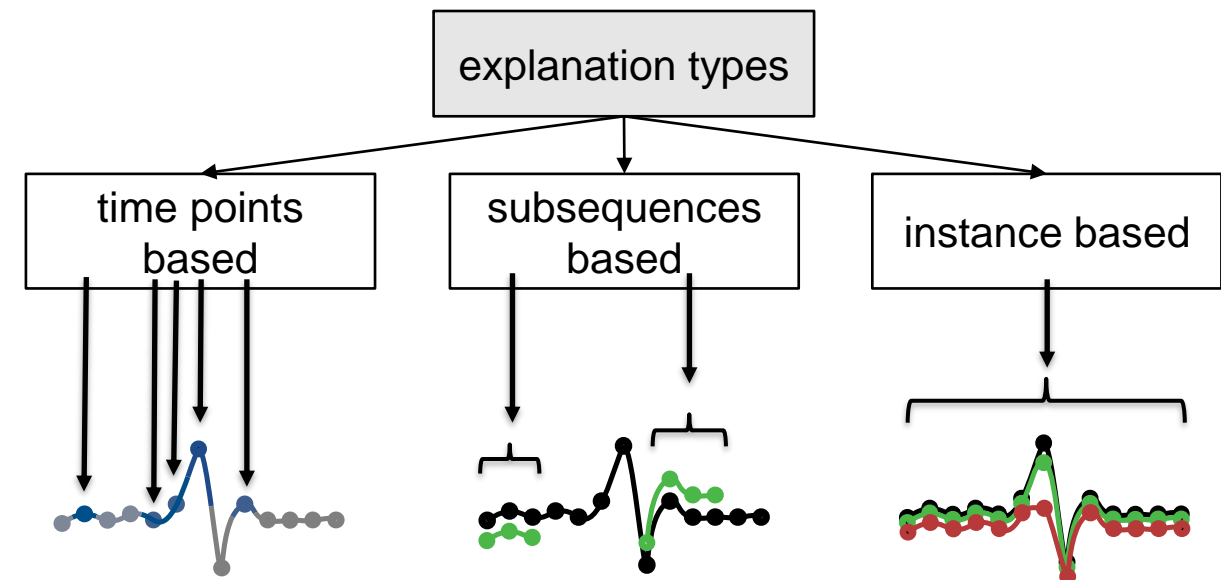 explanation types
time points
based
subsequences
based
instance based